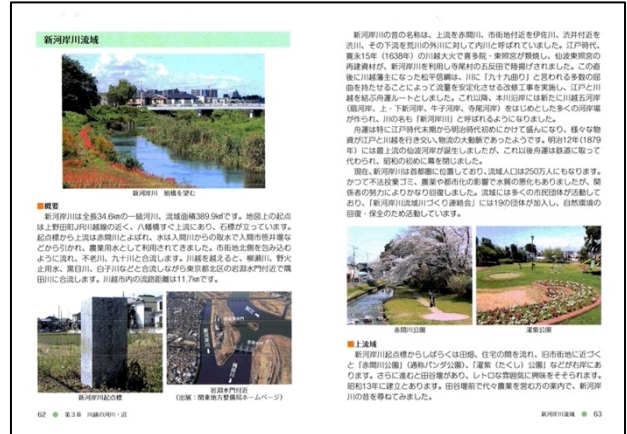 新河岸川流域
新河岸川 旭橋を望む
■概要
新河岸川は全長34.6kmの一級河川、流域面積389.9km²です。地図上の起点
は上野田町JR川越線の近く、八幡橋すぐ上流にあり、石標が立っています。
起点標から上流は赤間川とよばれ、水は入間川からの取水で入間市笹井堰な
どから引かれ、農業用水として利用されてきました。市街地北側を包み込む
ように流れ、不老川、九十川と合流します。川越を越えると、柳瀬川、野火
止用水、黒目川、白子川などと合流しながら東京都北区の岩淵水門付近で隅
田川に合流します。川越市内の流路距離は11.7kmです。
新河岸川起点標
岩淵水門付近
(出展:関東地方整備局ホームページ)
62 ● 第3章 川越の河川・沼
新河岸川の昔の名称は、上流を赤間川、市街地付近を伊佐川、渋井付近を
渋川、その下流を荒川の外川に対して内川と呼ばれていました。江戸時代、
寛永15年(1638年)の川越大火で喜多院・東照宮が類焼し、仙波東照宮の
再建資材が、新河岸川を利用し寺尾村の五反田で陸揚げされました。この直
後に川越藩主になった松平信綱は、川に「九十九曲り」と言われる多数の屈
曲を持たせることによって流量を安定化させる改修工事を実施し、江戸と川
越を結ぶ舟運ルートとしました。これ以降、本川沿岸には新たに川越五河岸
(扇河岸、上・下新河岸、牛子河岸、寺尾河岸)をはじめとした多くの河岸場
が作られ、川の名も「新河岸川」と呼ばれるようになりました。
舟運は特に江戸時代末期から明治時代初めにかけて盛んになり、様々な物
資が江戸と川越を行き交い、物流の大動脈であったようです。明治12年(1879
年)には最上流の仙波河岸が誕生しましたが、これ以後舟運は鉄道に取って
代わられ、昭和の初めに幕を閉じました。
現在、新河岸川は首都圏に位置しており、流域人口は250万人にもなります。
かつて不法投棄ゴミ、農薬や都市化の影響で水質の悪化もありましたが、関
係者の努力によりかなり回復しました。流域には多くの市民団体が活動して
おり、「新河岸川流域川づくり連絡会」には19の団体が加入し、自然環境の
回復・保全のため活動しています。
赤間川公園
濯紫公園
■上流域
新河岸川起点標からしばらくは田畑、住宅の間を流れ、旧市街地に近づく
と「赤間川公園」(通称パンダ公園)、「濯紫(たくし)公園」などが右岸にあ
ります。さらに進むと田谷堰があり、レトロな雰囲気に興味をそそられます。
昭和13年に建立とあります。田谷堰前で代々農業を営む方の案内で、新河岸
川の昔を尋ねてみました。
新河岸川流域 ● 63